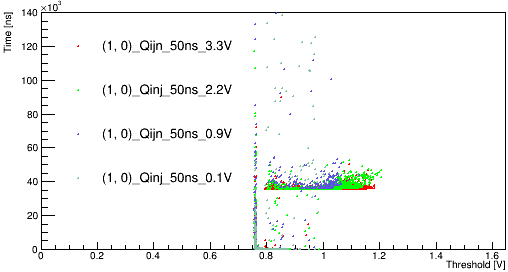 ×10³
Time [ns]
140
120
100
80
60
40
20
0
(1, 0)_Qijn_50ns_3.3V
(1, 0)_Qinj_50ns_2.2V
(1, 0)_Qijn_50ns_0.9V
(1, 0)_Qinj_50ns_0.1V
0 0.2 0.4 0.6 0.8 1.0 1.2 1.4 1.6
Threshold [V]